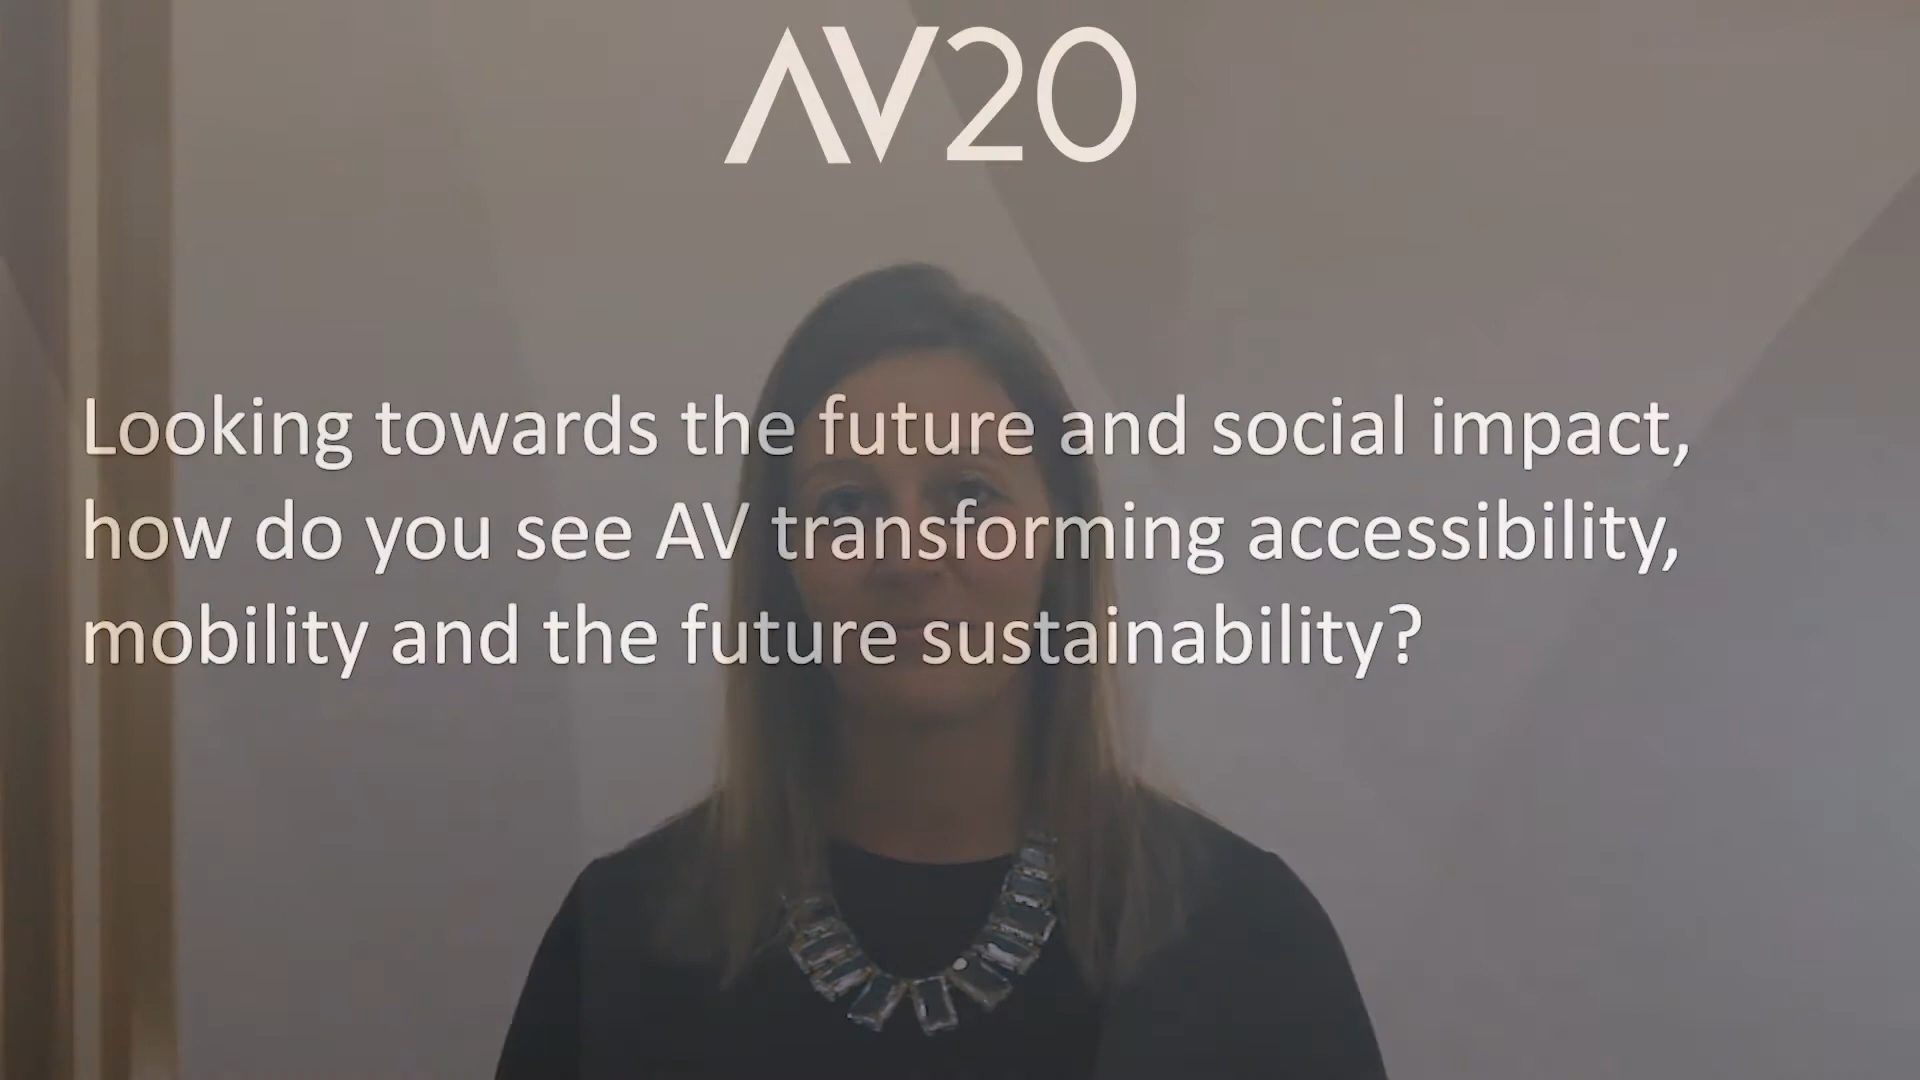 AV20
Looking towards the future and social impact,
how do you see AV transforming accessibility,
mobility and the future sustainability?